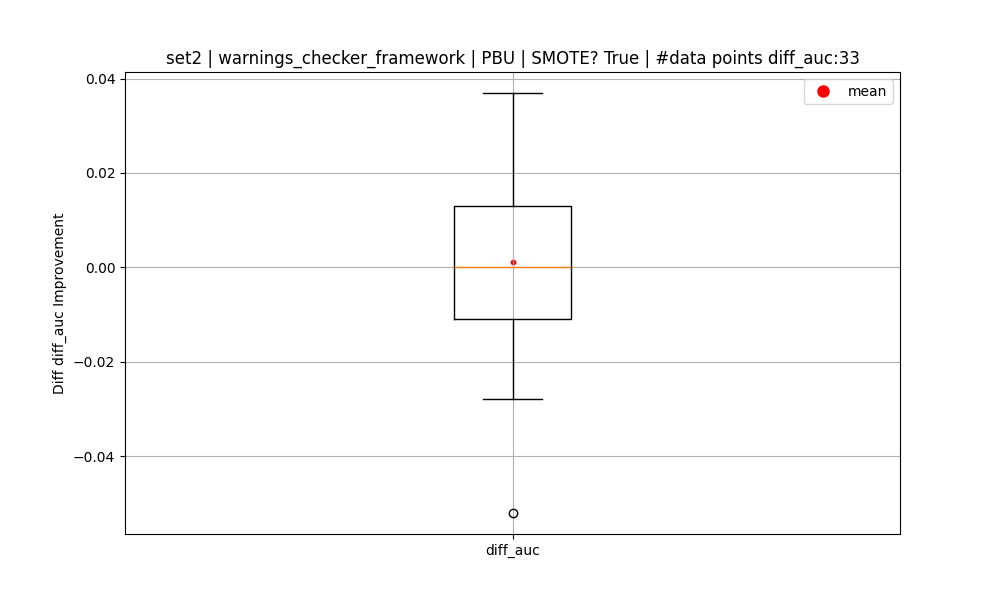 set2 | warnings_checker_framework | PBU | SMOTE? True | #data points diff_auc:33
mean
0.04
0.02
0.00
−0.02
−0.04
Diff diff_auc Improvement
diff_auc